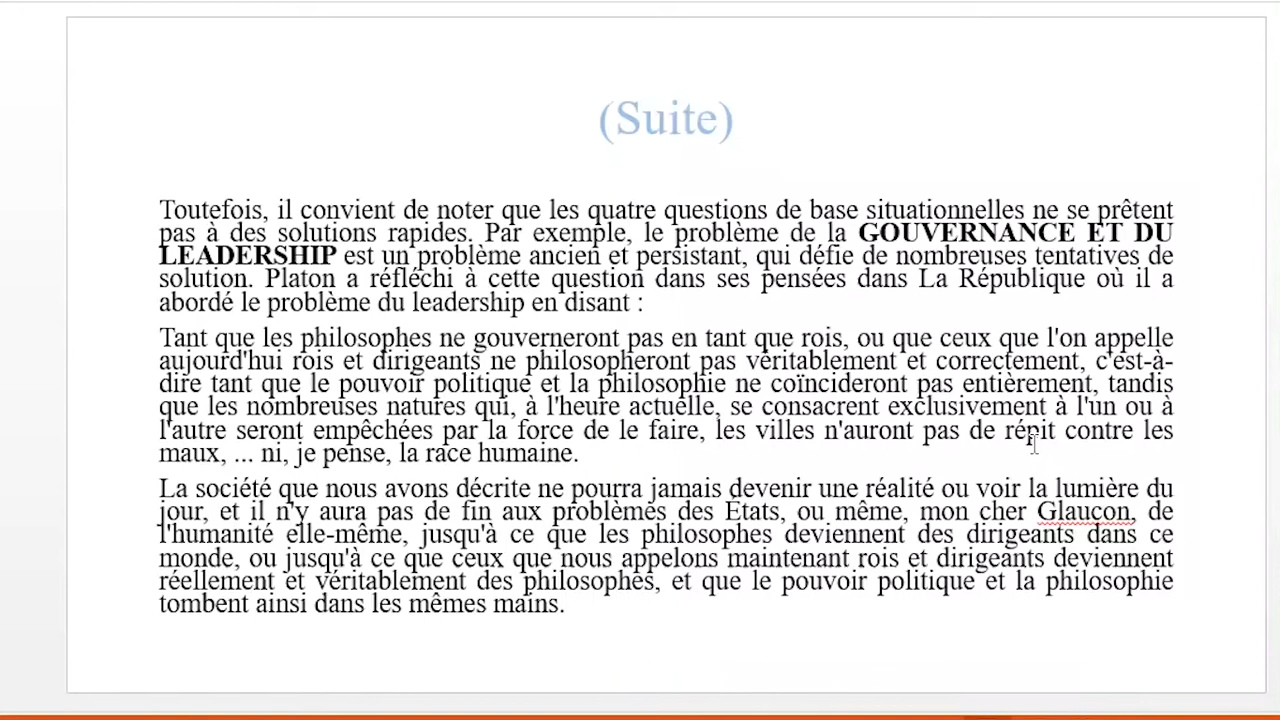 (Suite)
Toutefois, il convient de noter que les quatre questions de base situationnelles ne se prêtent
pas à des solutions rapides. Par exemple, le problème de la GOUVERNANCE ET DU
LEADERSHIP est un problème ancien et persistant, qui défie de nombreuses tentatives de
solution. Platon a réfléchi à cette question dans ses pensées dans La République où il a
abordé le problème du leadership en disant :
Tant que les philosophes ne gouverneront pas en tant que rois, ou que ceux que l'on appelle
aujourd'hui rois et dirigeants ne philosopheront pas véritablement et correctement, c'est-à-
dire tant que le pouvoir politique et la philosophie ne coïncideront pas entièrement, tandis
que les nombreuses natures qui, à l'heure actuelle, se consacrent exclusivement à l'un ou à
l'autre seront empêchées par la force de le faire, les villes n'auront pas de répit contre les
maux, ... ni, je pense, la race humaine.
La société que nous avons décrite ne pourra jamais devenir une réalité ou voir la lumière du
jour, et il n'y aura pas de fin aux problèmes des États, ou même, mon cher Glaucon, de
l'humanité elle-même, jusqu'à ce que les philosophes deviennent des dirigeants dans ce
monde, ou jusqu'à ce que ceux que nous appelons maintenant rois et dirigeants deviennent
réellement et véritablement des philosophes, et que le pouvoir politique et la philosophie
tombent ainsi dans les mêmes mains.